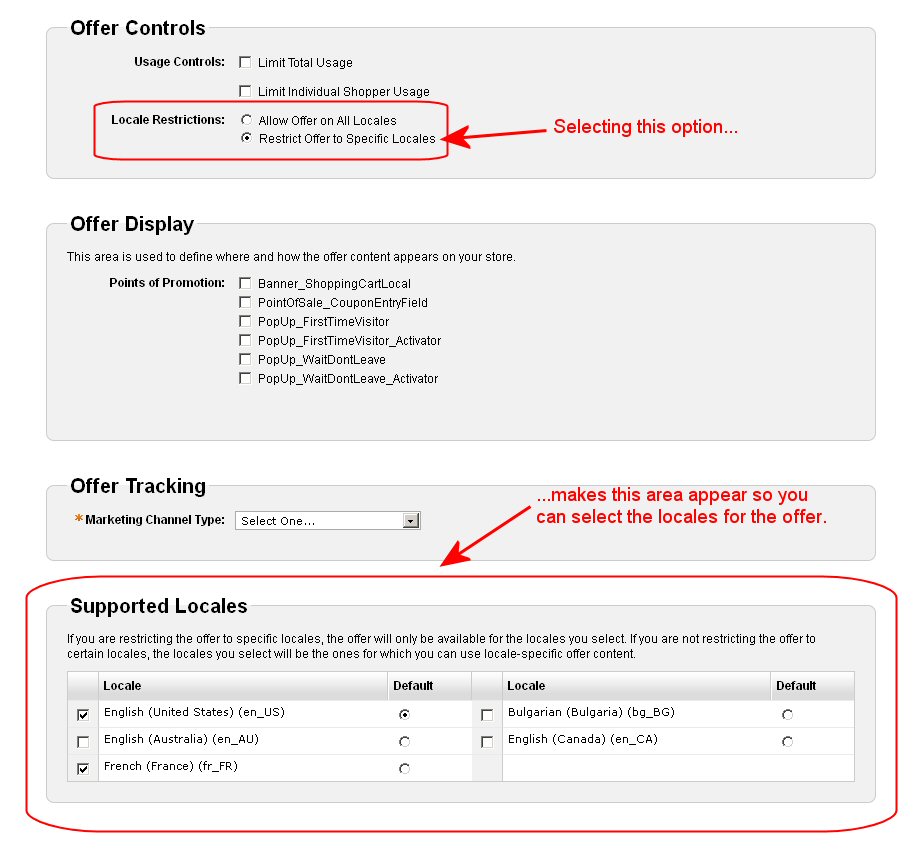 Offer Controls
Usage Controls: Limit Total Usage
Limit Individual Shopper Usage
Locale Restrictions: Allow Offer on All Locales
Restrict Offer to Specific Locales
Selecting this option...
Offer Display
This area is used to define where and how the offer content appears on your store.
Points of Promotion: Banner_ShoppingCartLocal
PointOfSale_CouponEntryField
PopUp_FirstTimeVisitor
PopUp_FirstTimeVisitor_Activator
PopUp_WaitDontLeave
PopUp_WaitDontLeave_Activator
Offer Tracking
*Marketing Channel Type: Select One...
...makes this area appear so you
can select the locales for the offer.
Supported Locales
If you are restricting the offer to specific locales, the offer will only be available for the locales you select. If you are not restricting the offer to
certain locales, the locales you select will be the ones for which you can use locale-specific offer content.
Locale Default Locale Default
English (United States) (en_US) Bulgarian (Bulgaria) (bg_BG)
English (Australia) (en_AU) English (Canada) (en_CA)
French (France) (fr_FR)